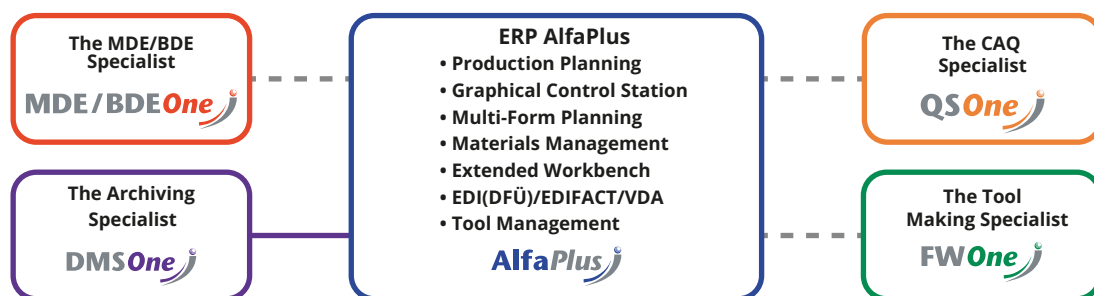 The MDE/BDE
Specialist
MDE/BDEOne
The Archiving
Specialist
DMSOne
ERP AlfaPlus
• Production Planning
• Graphical Control Station
• Multi-Form Planning
• Materials Management
• Extended Workbench
• EDI(DFÜ)/EDIFACT/VDA
• Tool Management
AlfaPlus
The CAQ
Specialist
QSOne
The Tool
Making Specialist
FWOne